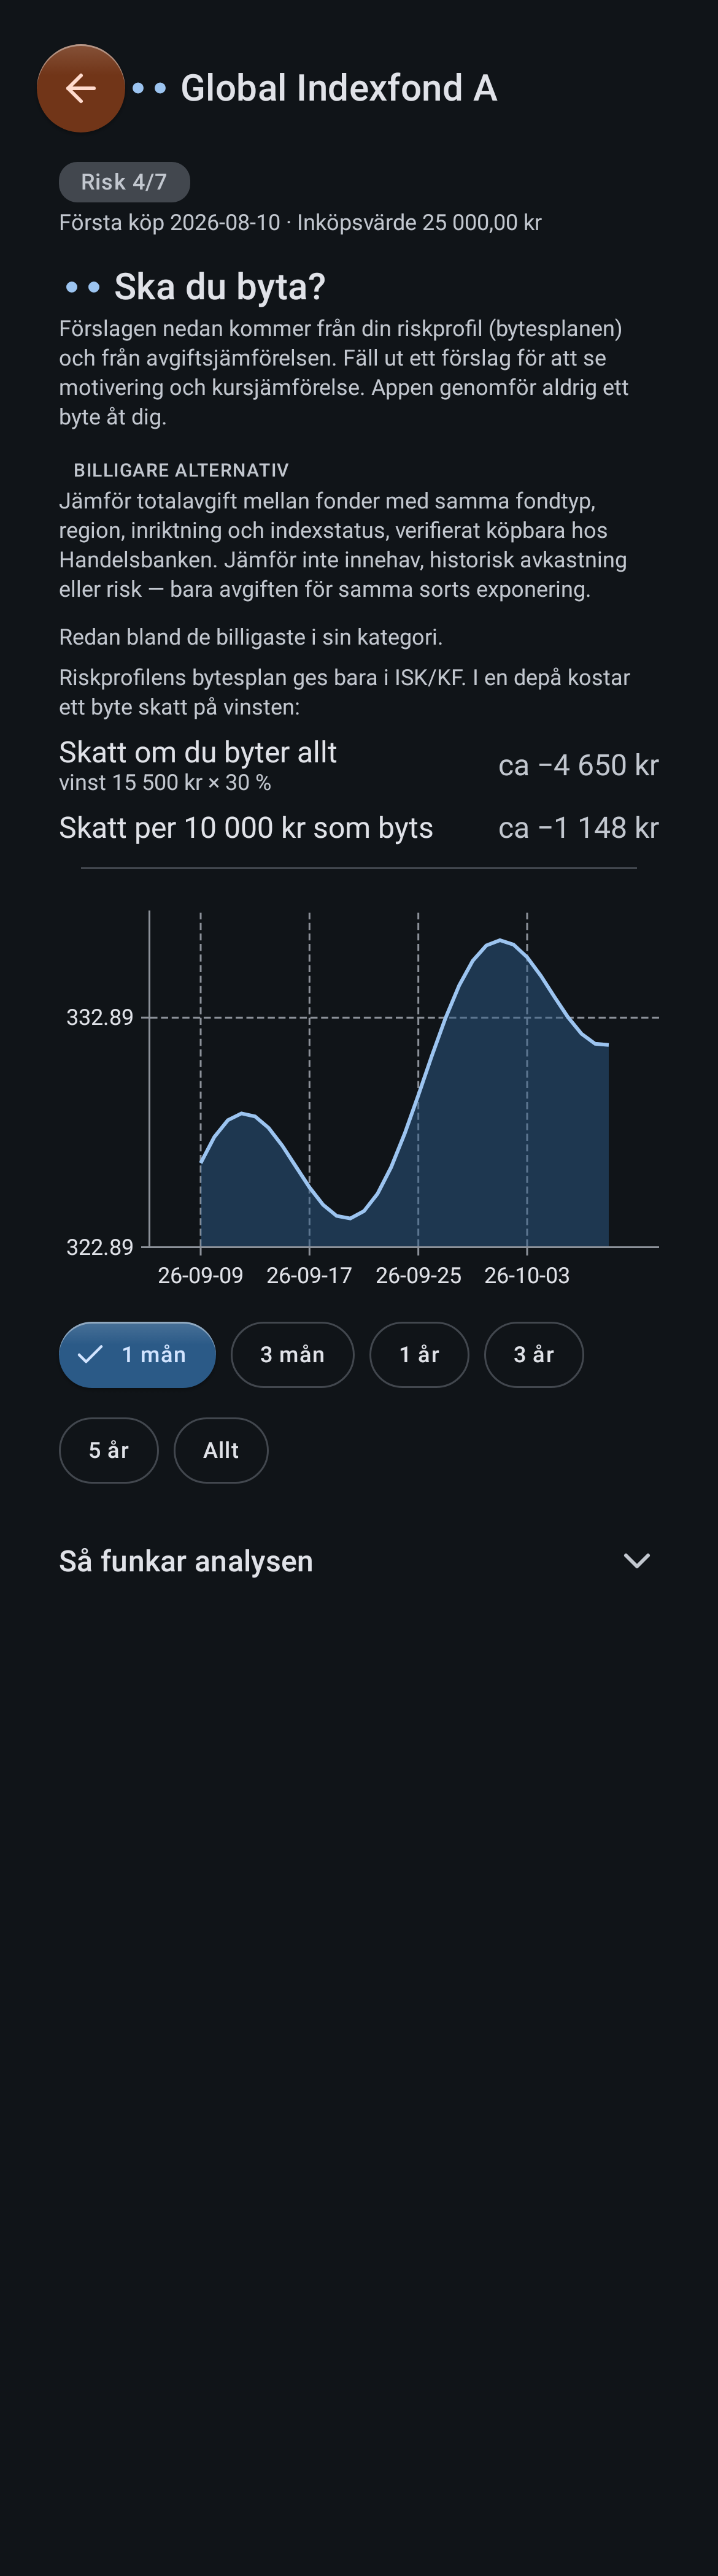 Global Indexfond A
Risk 4/7
Första köp 2026-08-10 · Inköpsvärde 25 000,00 kr
Ska du byta?
Förslagen nedan kommer från din riskprofil (bytesplanen)
och från avgiftsjämförelsen. Fäll ut ett förslag för att se
motivering och kursjämförelse. Appen genomför aldrig ett
byte åt dig.
BILLIGARE ALTERNATIV
Jämför totalavgift mellan fonder med samma fondtyp,
region, inriktning och indexstatus, verifierat köpbara hos
Handelsbanken. Jämför inte innehav, historisk avkastning
eller risk — bara avgiften för samma sorts exponering.
Redan bland de billigaste i sin kategori.
Riskprofilens bytesplan ges bara i ISK/KF. I en depå kostar
ett byte skatt på vinsten:
Skatt om du byter allt
vinst 15 500 kr × 30 %
ca −4 650 kr
Skatt per 10 000 kr som byts
ca −1 148 kr
332.89
322.89
26-09-09 26-09-17 26-09-25 26-10-03
1 mån 3 mån 1 år 3 år
5 år Allt
Så funkar analysen